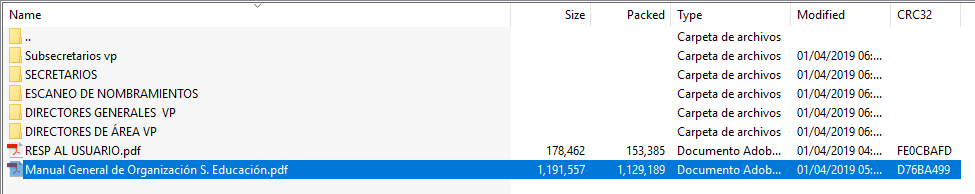 Name Size Packed Type Modified CRC32
.. Carpeta de archivos
Subsecretarios vp Carpeta de archivos 01/04/2019 06:...
SECRETARIOS Carpeta de archivos 01/04/2019 06:...
ESCANEO DE NOMBRAMIENTOS Carpeta de archivos 01/04/2019 06:...
DIRECTORES GENERALES  VP Carpeta de archivos 01/04/2019 06:...
DIRECTORES DE ÁREA VP Carpeta de archivos 01/04/2019 06:...
RESP AL USUARIO.pdf 178,462 153,385 Documento Adob... 01/04/2019 04:... FE0CBAFD
Manual General de Organización S. Educación.pdf 1,191,557 1,129,189 Documento Adob... 01/04/2019 05:... D76BA499